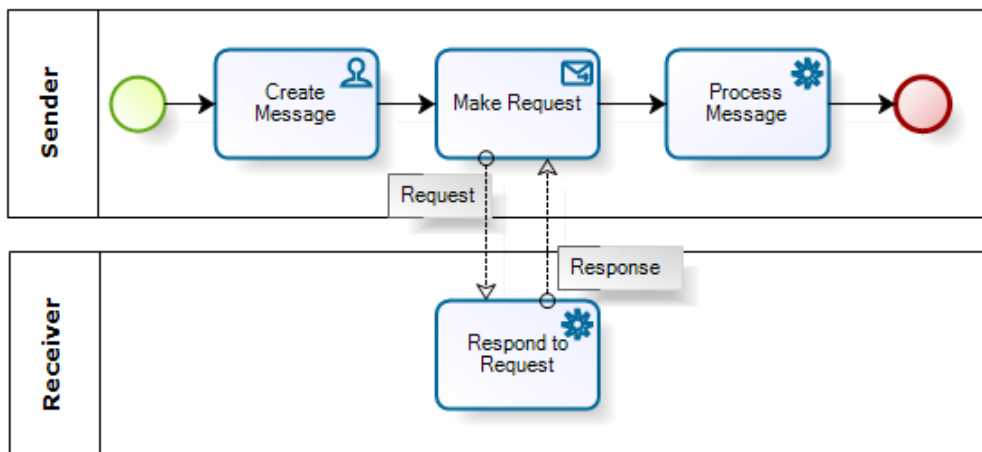 Sender
Create
Message
Make Request
Process
Message
Request
Response
Receiver
Respond to
Request